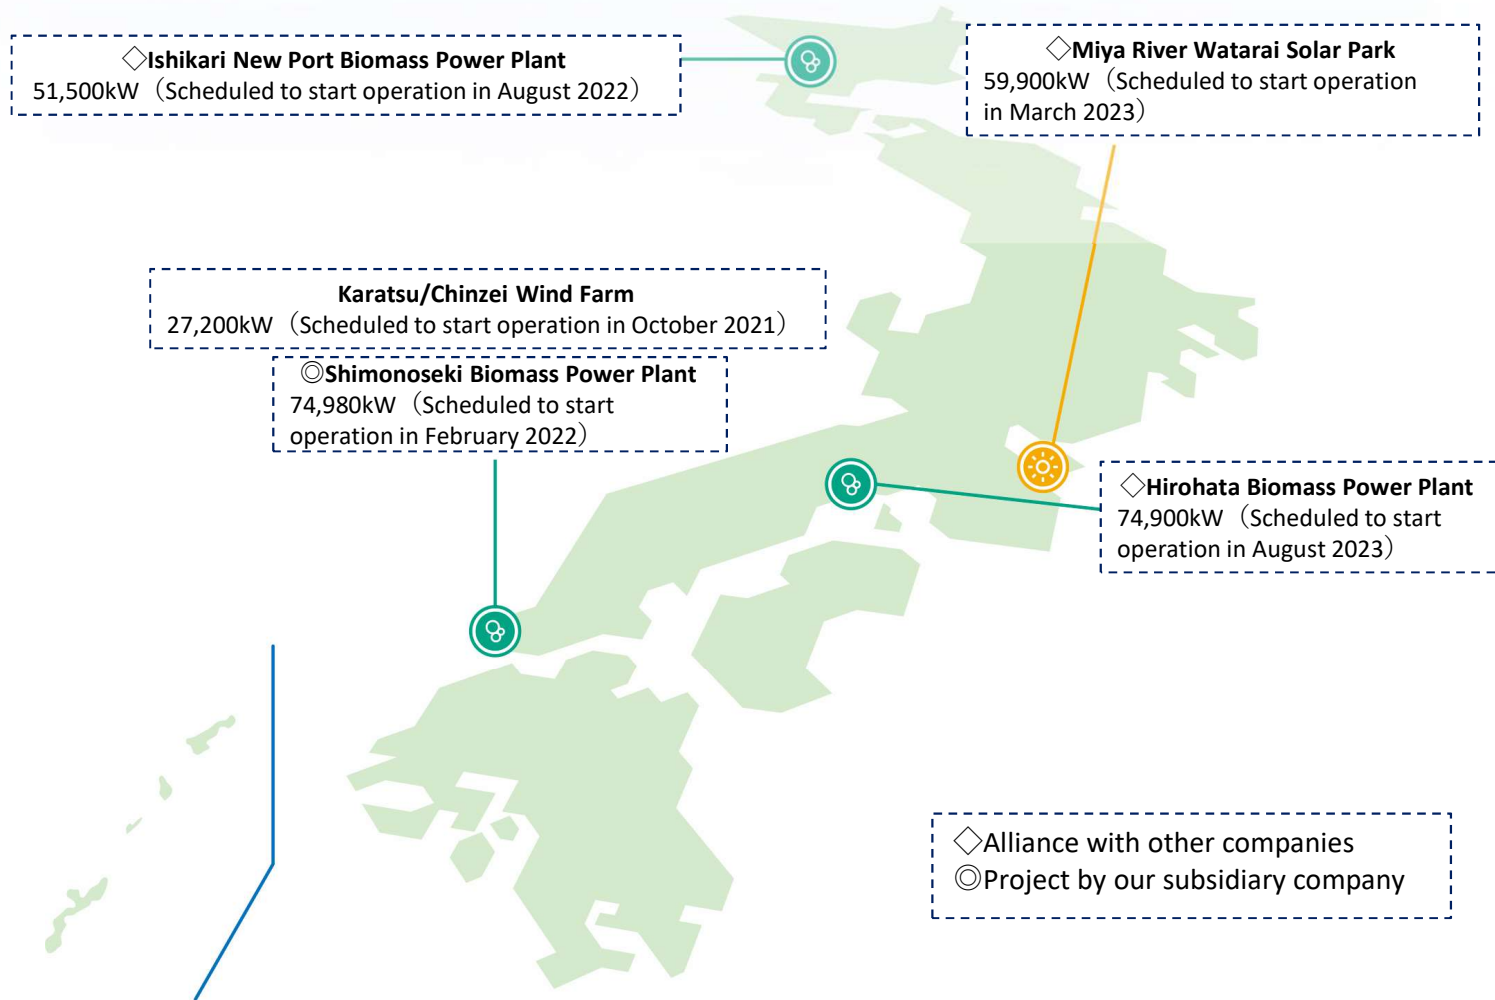 ◇Ishikari New Port Biomass Power Plant
51,500kW（Scheduled to start operation in August 2022）
◇Miya River Watarai Solar Park
59,900kW（Scheduled to start operation
in March 2023）
Karatsu/Chinzei Wind Farm
27,200kW（Scheduled to start operation in October 2021）
◎Shimonoseki Biomass Power Plant
74,980kW（Scheduled to start
operation in February 2022）
◇Hirohata Biomass Power Plant
74,900kW（Scheduled to start
operation in August 2023）
◇Alliance with other companies
◎Project by our subsidiary company